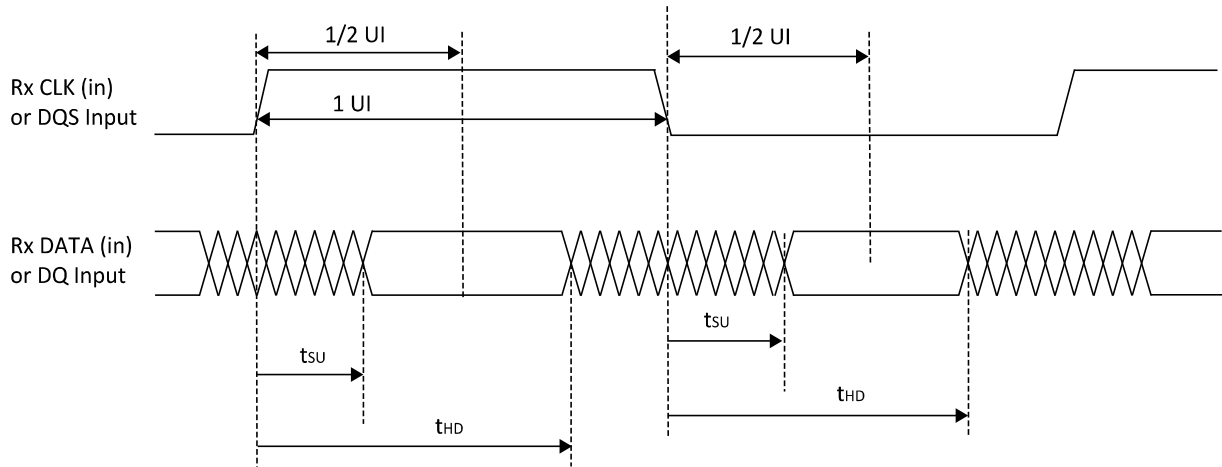 1/2 UI
1/2 UI
Rx CLK (in)
or DQS Input
1 UI
Rx DATA (in)
or DQ Input
tSU
tSU
tHD
tHD